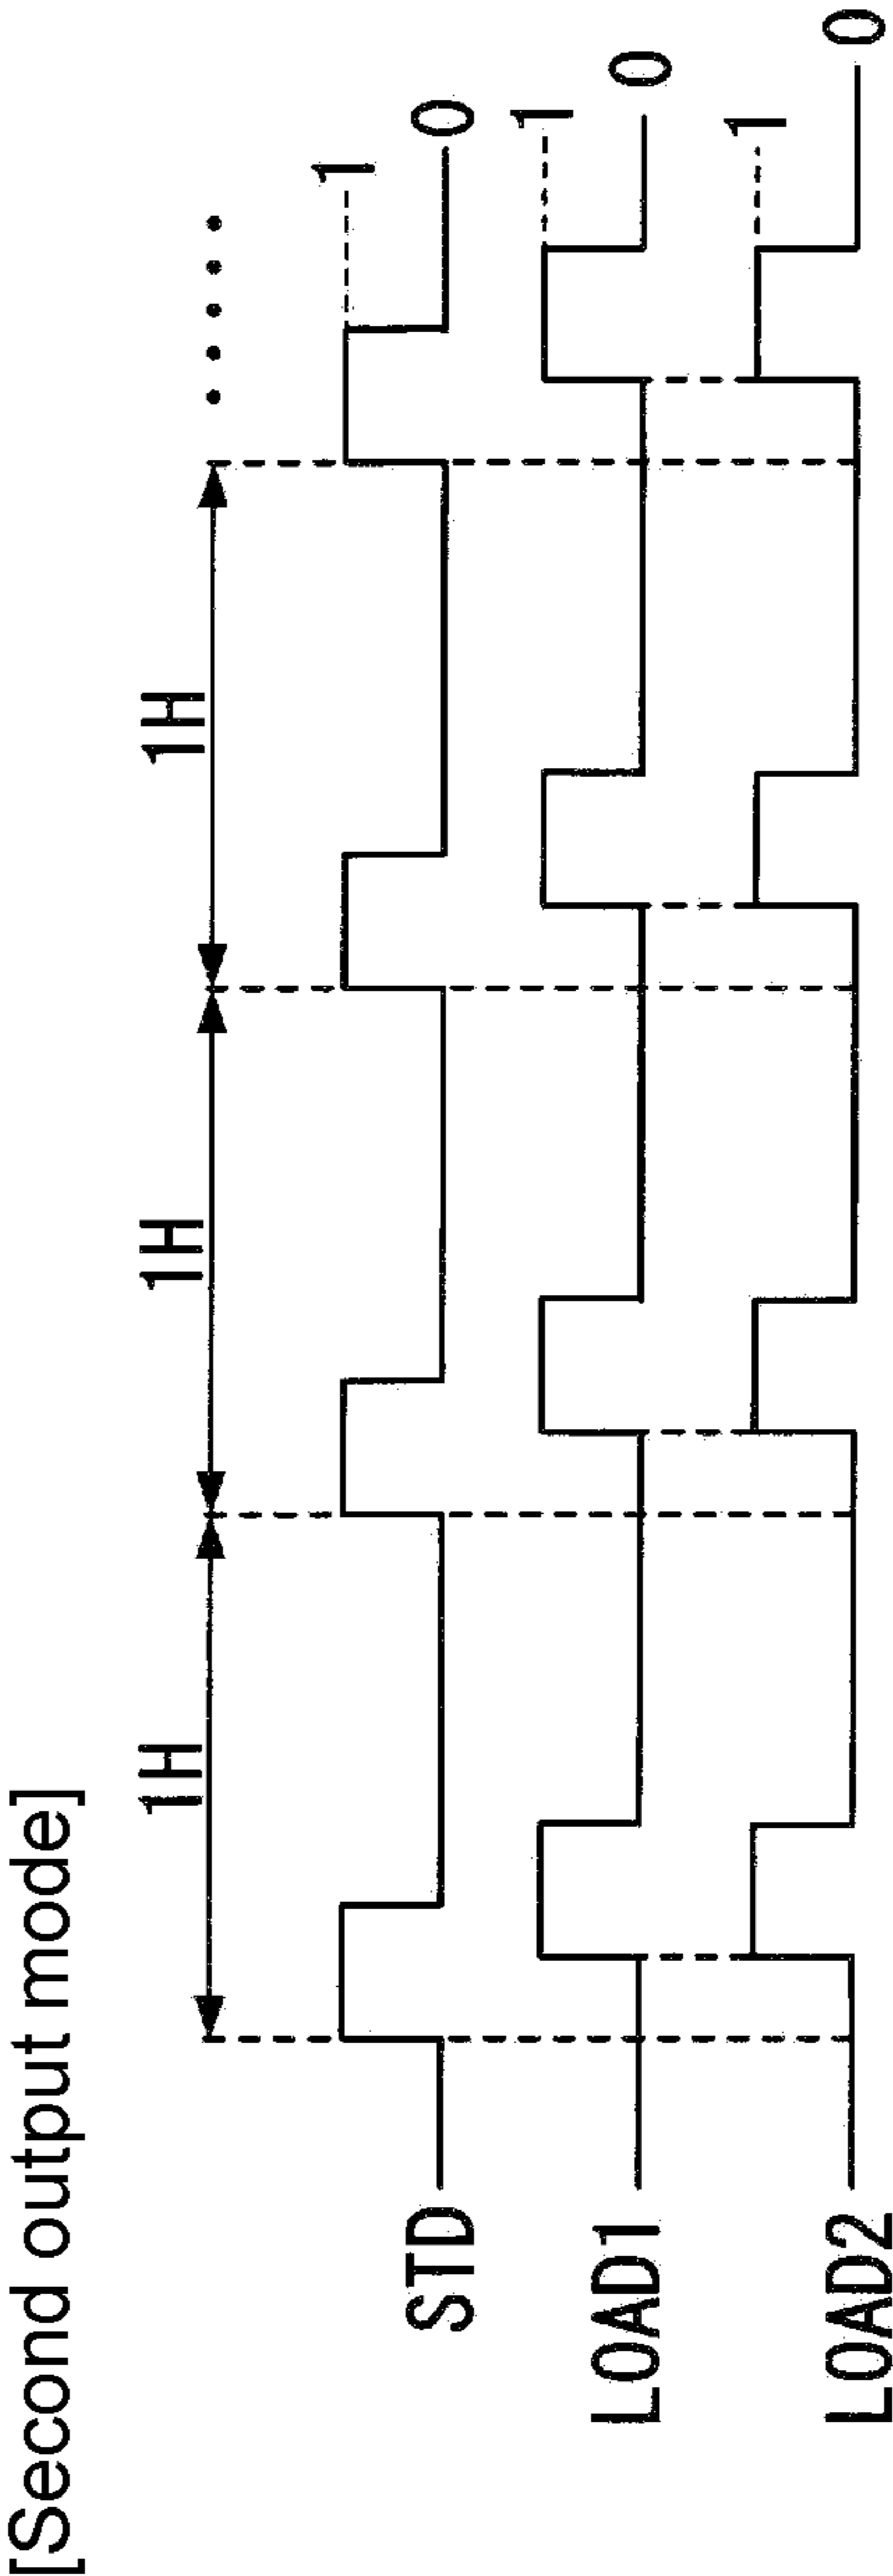 [Second output mode]
1H 1H 1H •••••
STD 1 0
LOAD1 1 0
LOAD2 1 0